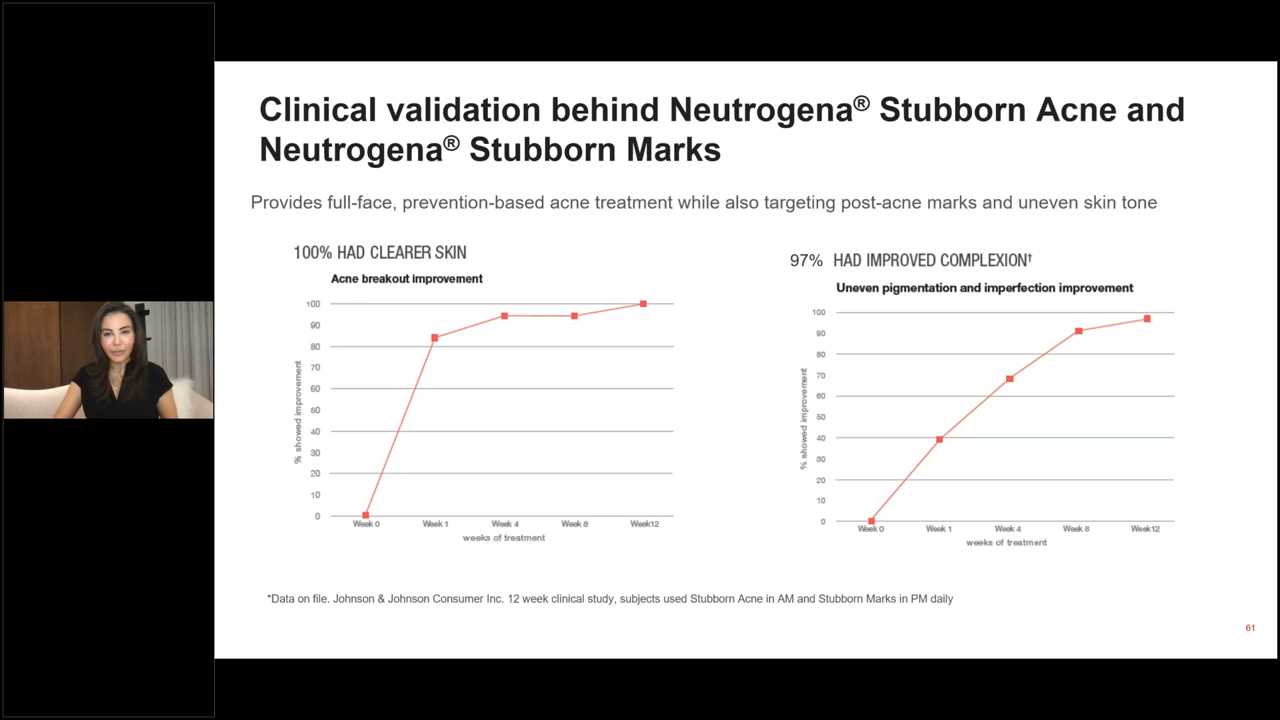 Clinical validation behind Neutrogena® Stubborn Acne and
Neutrogena® Stubborn Marks
Provides full-face, prevention-based acne treatment while also targeting post-acne marks and uneven skin tone
100% HAD CLEARER SKIN
Acne breakout improvement
% showed improvement
100
90
80
70
60
50
40
30
20
10
0
Week 0 Week 1 Week 4 Week 8 Week12
weeks of treatment
97% HAD IMPROVED COMPLEXION†
Uneven pigmentation and imperfection improvement
% showed improvement
100
90
80
70
60
50
40
30
20
10
0
Week 0 Week 1 Week 4 Week 8 Week12
weeks of treatment
*Data on file. Johnson & Johnson Consumer Inc. 12 week clinical study, subjects used Stubborn Acne in AM and Stubborn Marks in PM daily
61